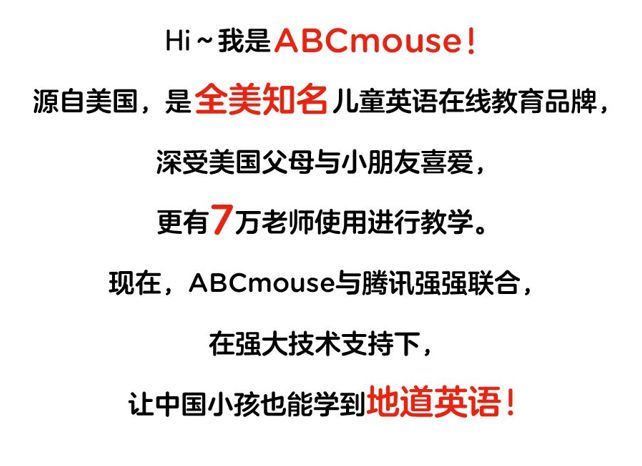 Hi~我是ABCmouse!
源自美国，是全美知名儿童英语在线教育品牌，
深受美国父母与小朋友喜爱，
更有7万老师使用进行教学。
现在，ABCmouse与腾讯强强联合，
在强大技术支持下，
让中国小孩也能学到地道英语!